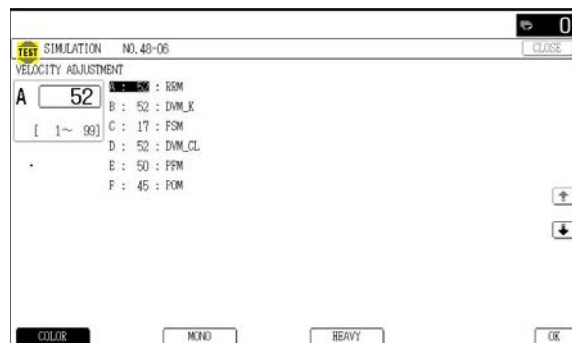 0
TEST SIMULATION NO. 48-06 CLOSE
VELOCITY ADJUSTMENT
A 52
[ 1~ 99]
A : 52 : RRM
B : 52 : DVM_K
C : 17 : FSM
D : 52 : DVM_CL
E : 50 : PFM
F : 45 : POM
COLOR MONO HEAVY OK